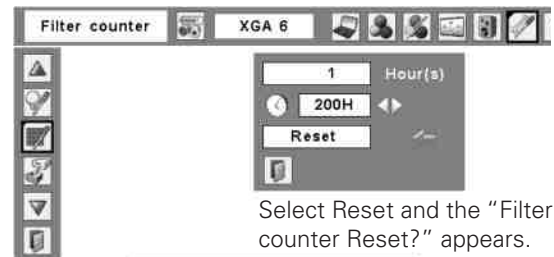 Filter counter XGA 6
1 Hour(s)
200H
Reset
Select Reset and the “Filter
counter Reset?” appears.